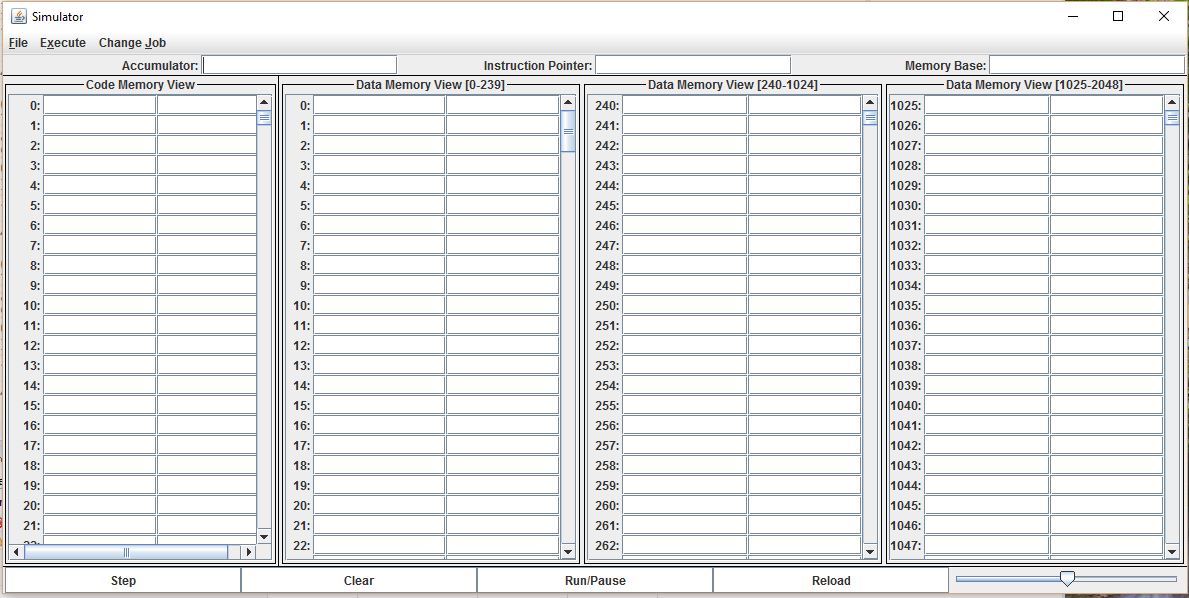 Simulator
File Execute Change Job
Accumulator: Instruction Pointer: Memory Base:
Code Memory View Data Memory View [0-239] Data Memory View [240-1024] Data Memory View [1025-2048]
0: 0: 240: 1025:
1: 1: 241: 1026:
2: 2: 242: 1027:
3: 3: 243: 1028:
4: 4: 244: 1029:
5: 5: 245: 1030:
6: 6: 246: 1031:
7: 7: 247: 1032:
8: 8: 248: 1033:
9: 9: 249: 1034:
10: 10: 250: 1035:
11: 11: 251: 1036:
12: 12: 252: 1037:
13: 13: 253: 1038:
14: 14: 254: 1039:
15: 15: 255: 1040:
16: 16: 256: 1041:
17: 17: 257: 1042:
18: 18: 258: 1043:
19: 19: 259: 1044:
20: 20: 260: 1045:
21: 21: 261: 1046:
22: 22: 262: 1047:
Step Clear Run/Pause Reload